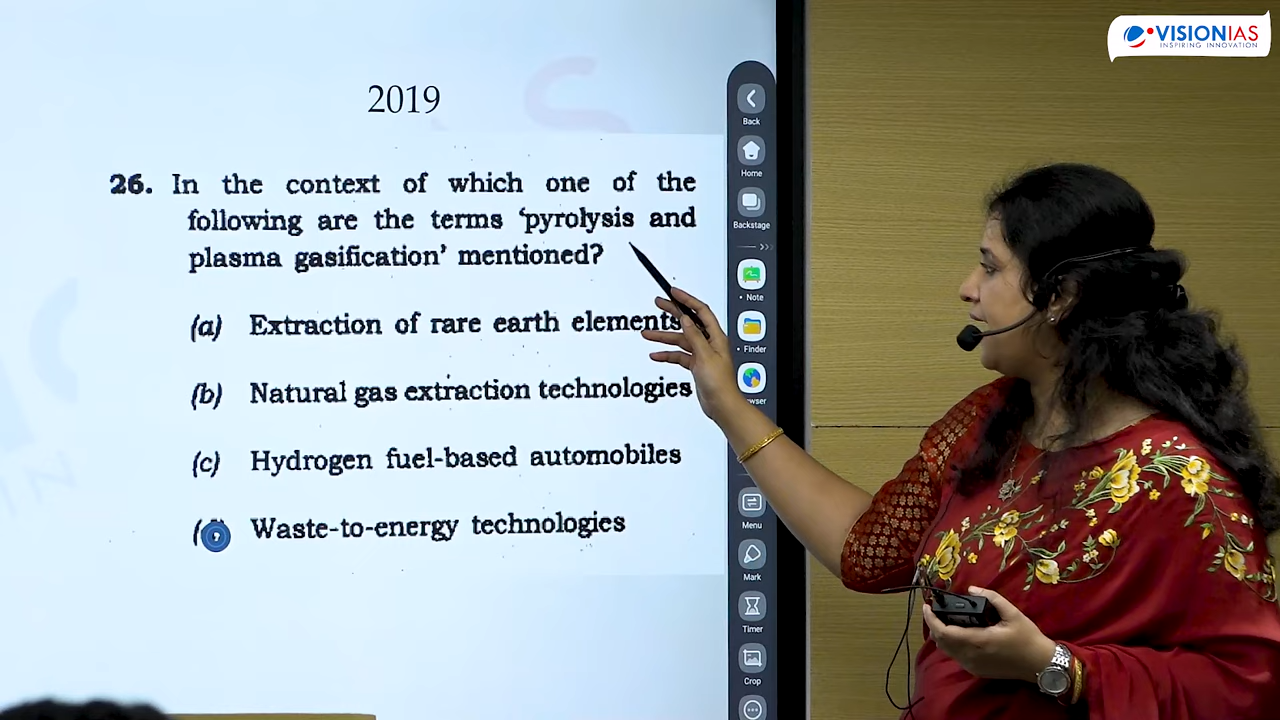 VISIONIAS
INSPIRING INNOVATION
2019
26. In the context of which one of the
following are the terms ‘pyrolysis and
plasma gasification’ mentioned?
(a) Extraction of rare earth elements
(b) Natural gas extraction technologies
(c) Hydrogen fuel-based automobiles
Waste-to-energy technologies
Back
Home
Backstage
Note
Finder
Menu
Mark
Timer
Crop